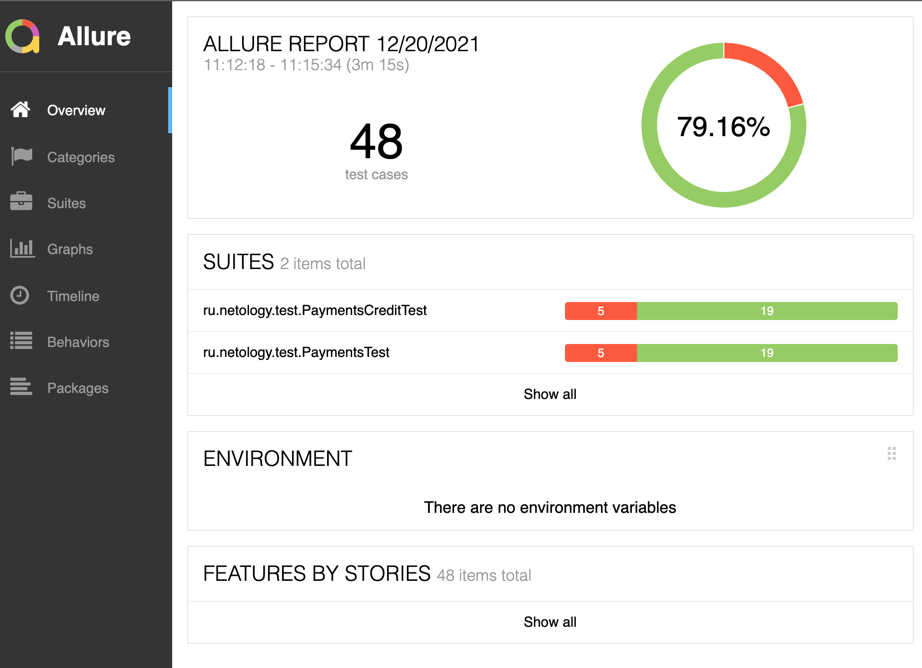 Allure
Overview
Categories
Suites
Graphs
Timeline
Behaviors
Packages
ALLURE REPORT 12/20/2021
11:12:18 - 11:15:34 (3m 15s)
48
test cases
79.16%
SUITES 2 items total
ru.netology.test.PaymentsCreditTest 5 19
ru.netology.test.PaymentsTest 5 19
Show all
ENVIRONMENT
There are no environment variables
FEATURES BY STORIES 48 items total
Show all